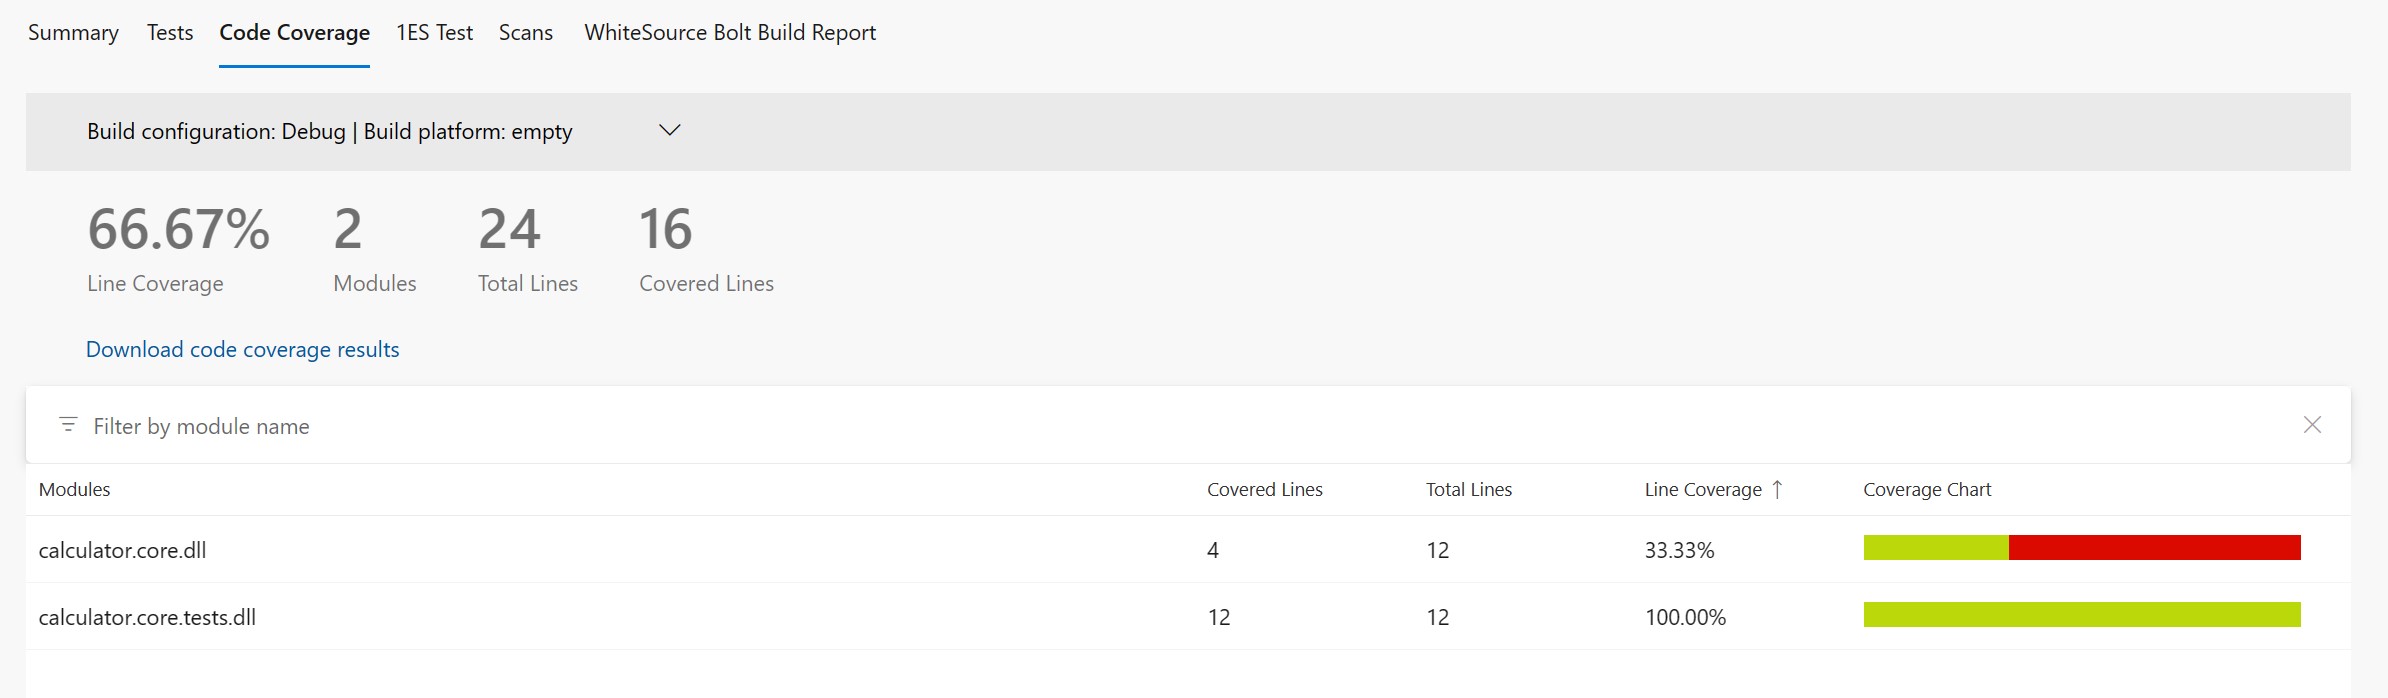 Summary Tests Code Coverage 1ES Test Scans WhiteSource Bolt Build Report
Build configuration: Debug | Build platform: empty
66.67% 2 24 16
Line Coverage Modules Total Lines Covered Lines
Download code coverage results
Filter by module name
Modules Covered Lines Total Lines Line Coverage ↑ Coverage Chart
calculator.core.dll 4 12 33.33%
calculator.core.tests.dll 12 12 100.00%